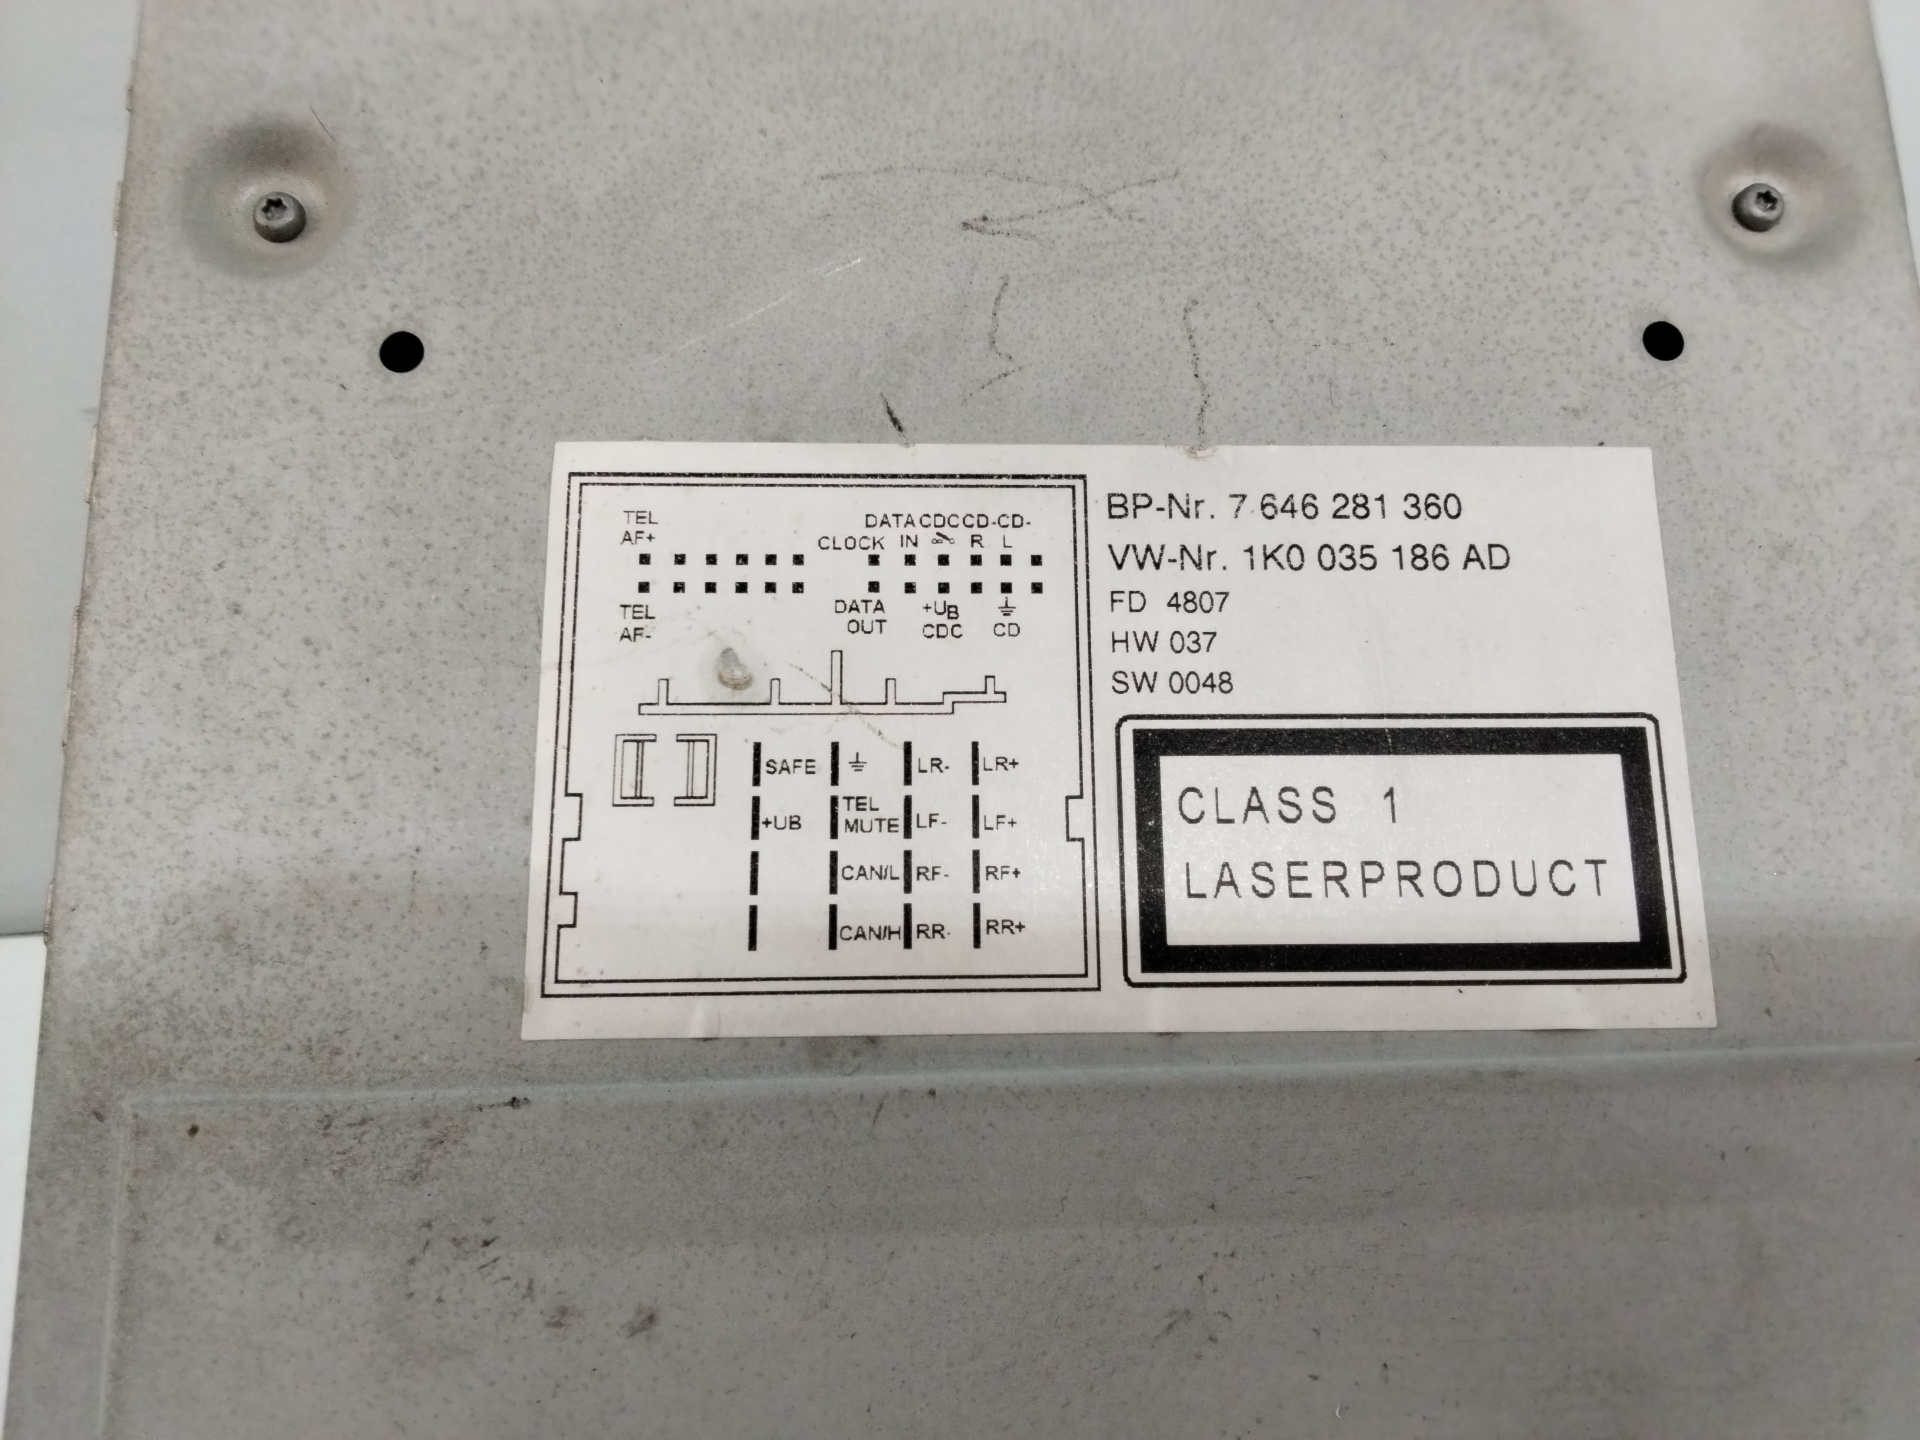 TEL
AF+
DATA CDC CD- CD-
CLOCK IN R L
TEL
AF-
DATA
OUT
+UB
CDC
CD
SAFE LR- LR+
+UB TEL MUTE LF- LF+
CAN/L RF- RF+
CAN/H RR- RR+
BP-Nr. 7 646 281 360
VW-Nr. 1K0 035 186 AD
FD 4807
HW 037
SW 0048
CLASS 1
LASERPRODUCT